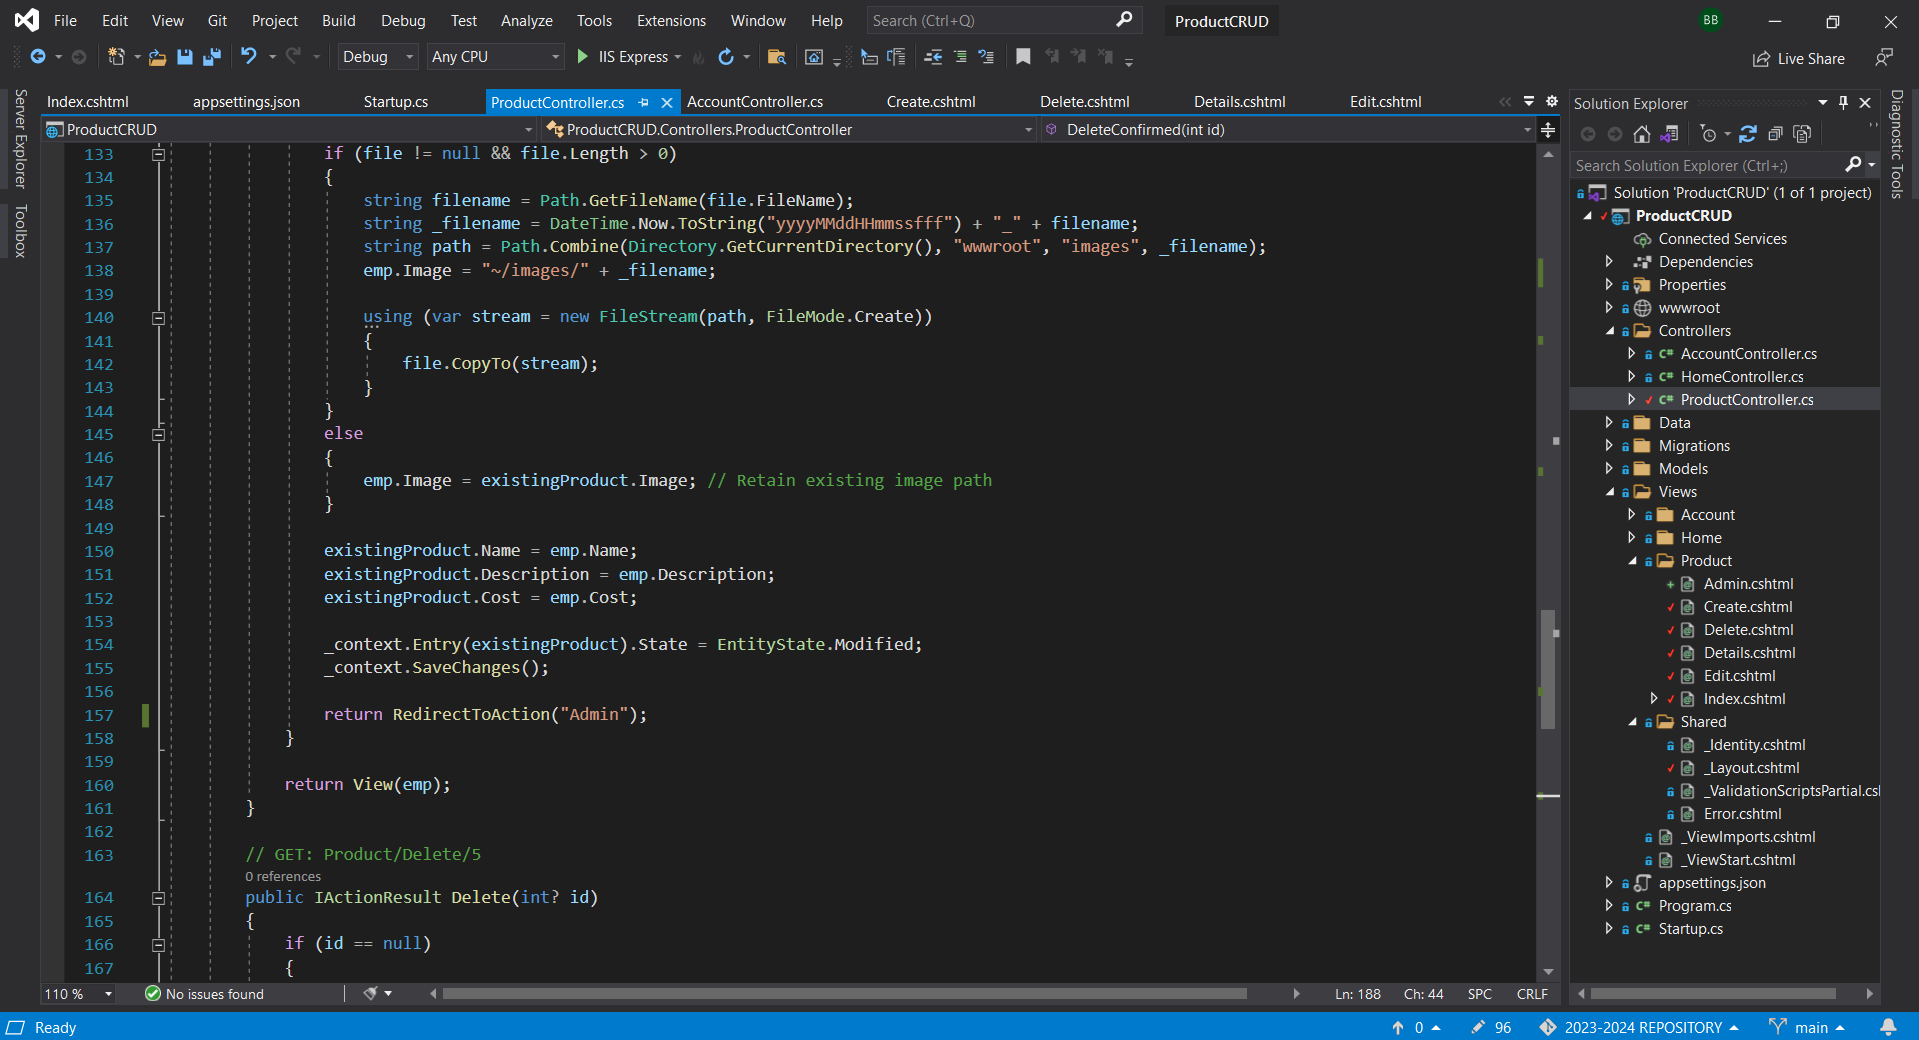 File Edit View Git Project Build Debug Test Analyze Tools Extensions Window Help Search (Ctrl+Q) ProductCRUD BB
Debug Any CPU IIS Express Live Share
Server Explorer
Toolbox
Index.cshtml appsettings.json Startup.cs ProductController.cs AccountController.cs Create.cshtml Delete.cshtml Details.cshtml Edit.cshtml
ProductCRUD ProductCRUD.Controllers.ProductController DeleteConfirmed(int id)
133 if (file != null && file.Length > 0)
134 {
135 string filename = Path.GetFileName(file.FileName);
136 string _filename = DateTime.Now.ToString("yyyyMMddHHmmssfff") + "_" + filename;
137 string path = Path.Combine(Directory.GetCurrentDirectory(), "wwwroot", "images", _filename);
138 emp.Image = "~/images/" + _filename;
139
140 using (var stream = new FileStream(path, FileMode.Create))
141 {
142 file.CopyTo(stream);
143 }
144 }
145 else
146 {
147 emp.Image = existingProduct.Image; // Retain existing image path
148 }
149
150 existingProduct.Name = emp.Name;
151 existingProduct.Description = emp.Description;
152 existingProduct.Cost = emp.Cost;
153
154 _context.Entry(existingProduct).State = EntityState.Modified;
155 _context.SaveChanges();
156
157 return RedirectToAction("Admin");
158 }
159
160 return View(emp);
161 }
162
163 // GET: Product/Delete/5
0 references
164 public IActionResult Delete(int? id)
165 {
166 if (id == null)
167 {
110 % No issues found Ln: 188 Ch: 44 SPC CRLF
Solution Explorer
Search Solution Explorer (Ctrl+;)
Solution 'ProductCRUD' (1 of 1 project)
ProductCRUD
Connected Services
Dependencies
Properties
wwwroot
Controllers
AccountController.cs
HomeController.cs
ProductController.cs
Data
Migrations
Models
Views
Account
Home
Product
Admin.cshtml
Create.cshtml
Delete.cshtml
Details.cshtml
Edit.cshtml
Index.cshtml
Shared
_Identity.cshtml
_Layout.cshtml
_ValidationScriptsPartial.csl
Error.cshtml
_ViewImports.cshtml
_ViewStart.cshtml
appsettings.json
Program.cs
Startup.cs
Diagnostic Tools
Ready 0 96 2023-2024 REPOSITORY main